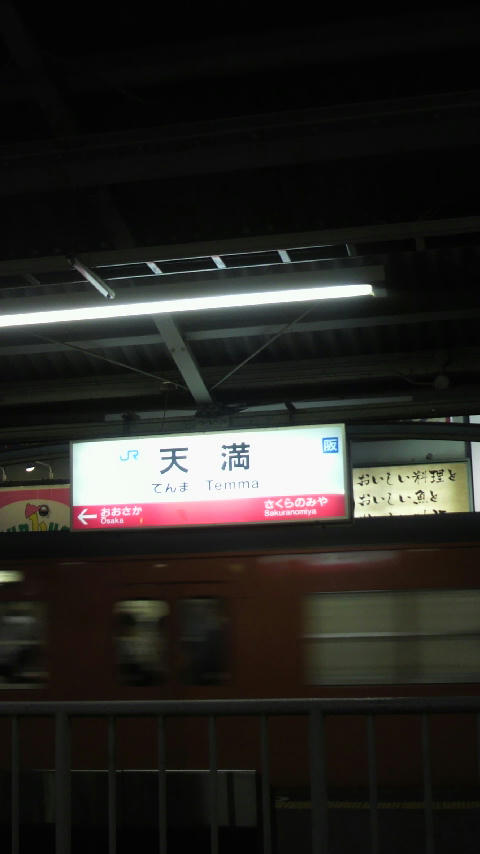 JR 天満 阪
てんま Temma
← おおさか さくらのみや
Osaka Sakuranomiya
おいしい料理と
おいしい魚と